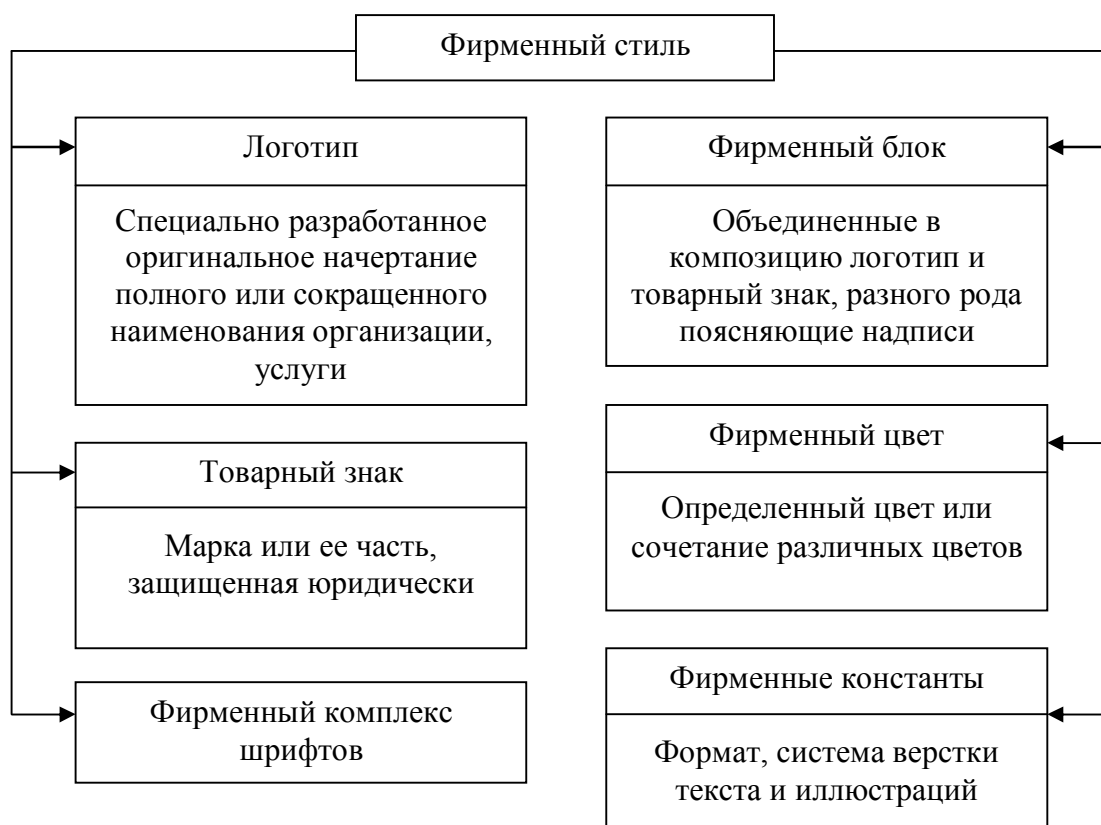 Фирменный стиль
Логотип
Специально разработанное
оригинальное начертание
полного или сокращенного
наименования организации,
услуги
Товарный знак
Марка или ее часть,
защищенная юридически
Фирменный комплекс
шрифтов
Фирменный блок
Объединенные в
композицию логотип и
товарный знак, разного рода
поясняющие надписи
Фирменный цвет
Определенный цвет или
сочетание различных цветов
Фирменные константы
Формат, система верстки
текста и иллюстраций